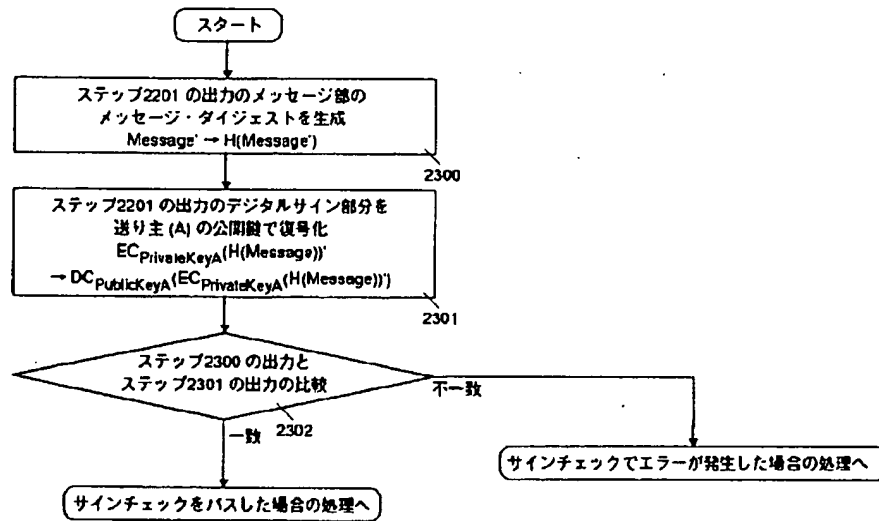 スタート
ステップ2201 の出力のメッセージ部の
メッセージ・ダイジェストを生成
Message' → H(Message')
2300
ステップ2201 の出力のデジタルサイン部分を
送り主 (A) の公開鍵で復号化
ECPrivateKeyA(H(Message))'
→ DCPublicKeyA(ECPrivateKeyA(H(Message))')
2301
ステップ2300 の出力と
ステップ2301 の出力の比較
不一致
2302
一致
サインチェックでエラーが発生した場合の処理へ
サインチェックをパスした場合の処理へ